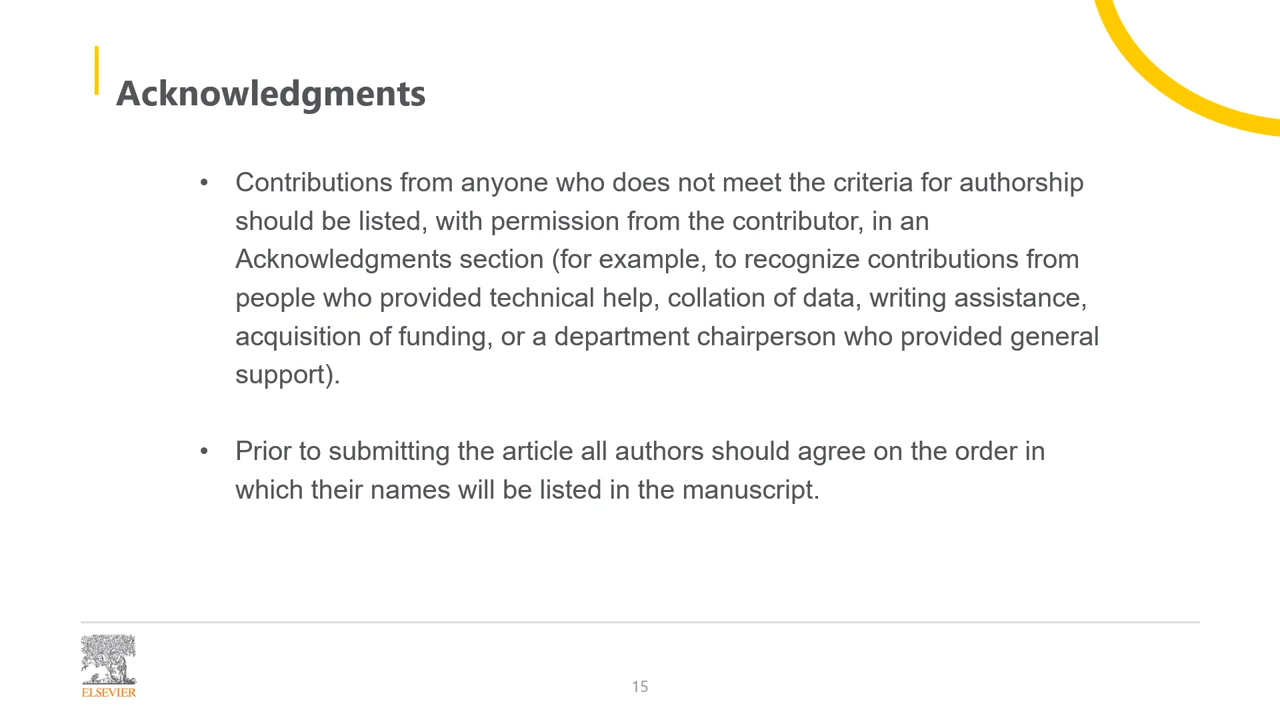 Acknowledgments
• Contributions from anyone who does not meet the criteria for authorship
should be listed, with permission from the contributor, in an
Acknowledgments section (for example, to recognize contributions from
people who provided technical help, collation of data, writing assistance,
acquisition of funding, or a department chairperson who provided general
support).
• Prior to submitting the article all authors should agree on the order in
which their names will be listed in the manuscript.
ELSEVIER
15